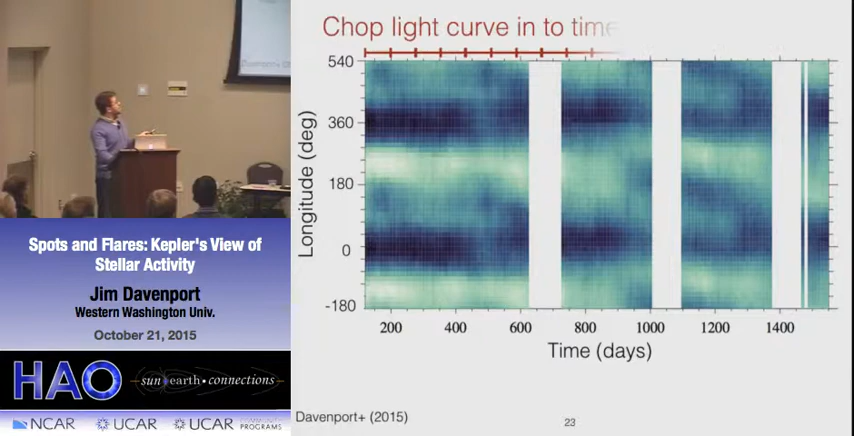 Chop light curve in to time
540
360
180
0
-180
Longitude (deg)
200 400 600 800 1000 1200 1400
Time (days)
Davenport+ (2015)
23
Spots and Flares: Kepler's View of
Stellar Activity
Jim Davenport
Western Washington Univ.
October 21, 2015
HAO
sun earth • connections
NCAR UCAR UCAR COMMUNITY
PROGRAMS